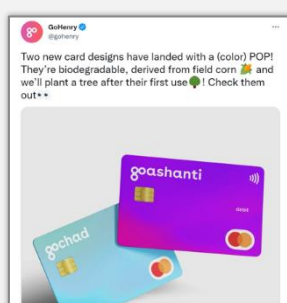 GoHenry
@gohenry
Two new card designs have landed with a (color) POP!
They're biodegradable, derived from field corn 🌽 and
we'll plant a tree after their first use🌳! Check them
out👀
go
goashanti
debit
gochad